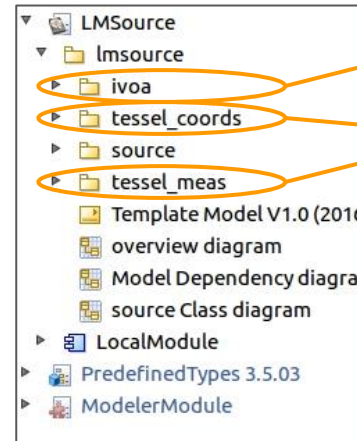 LMSource
lmsource
ivoa
tessel_coords
source
tessel_meas
Template Model V1.0 (2016
overview diagram
Model Dependency diagra
source Class diagram
LocalModule
PredefinedTypes 3.5.03
ModelerModule